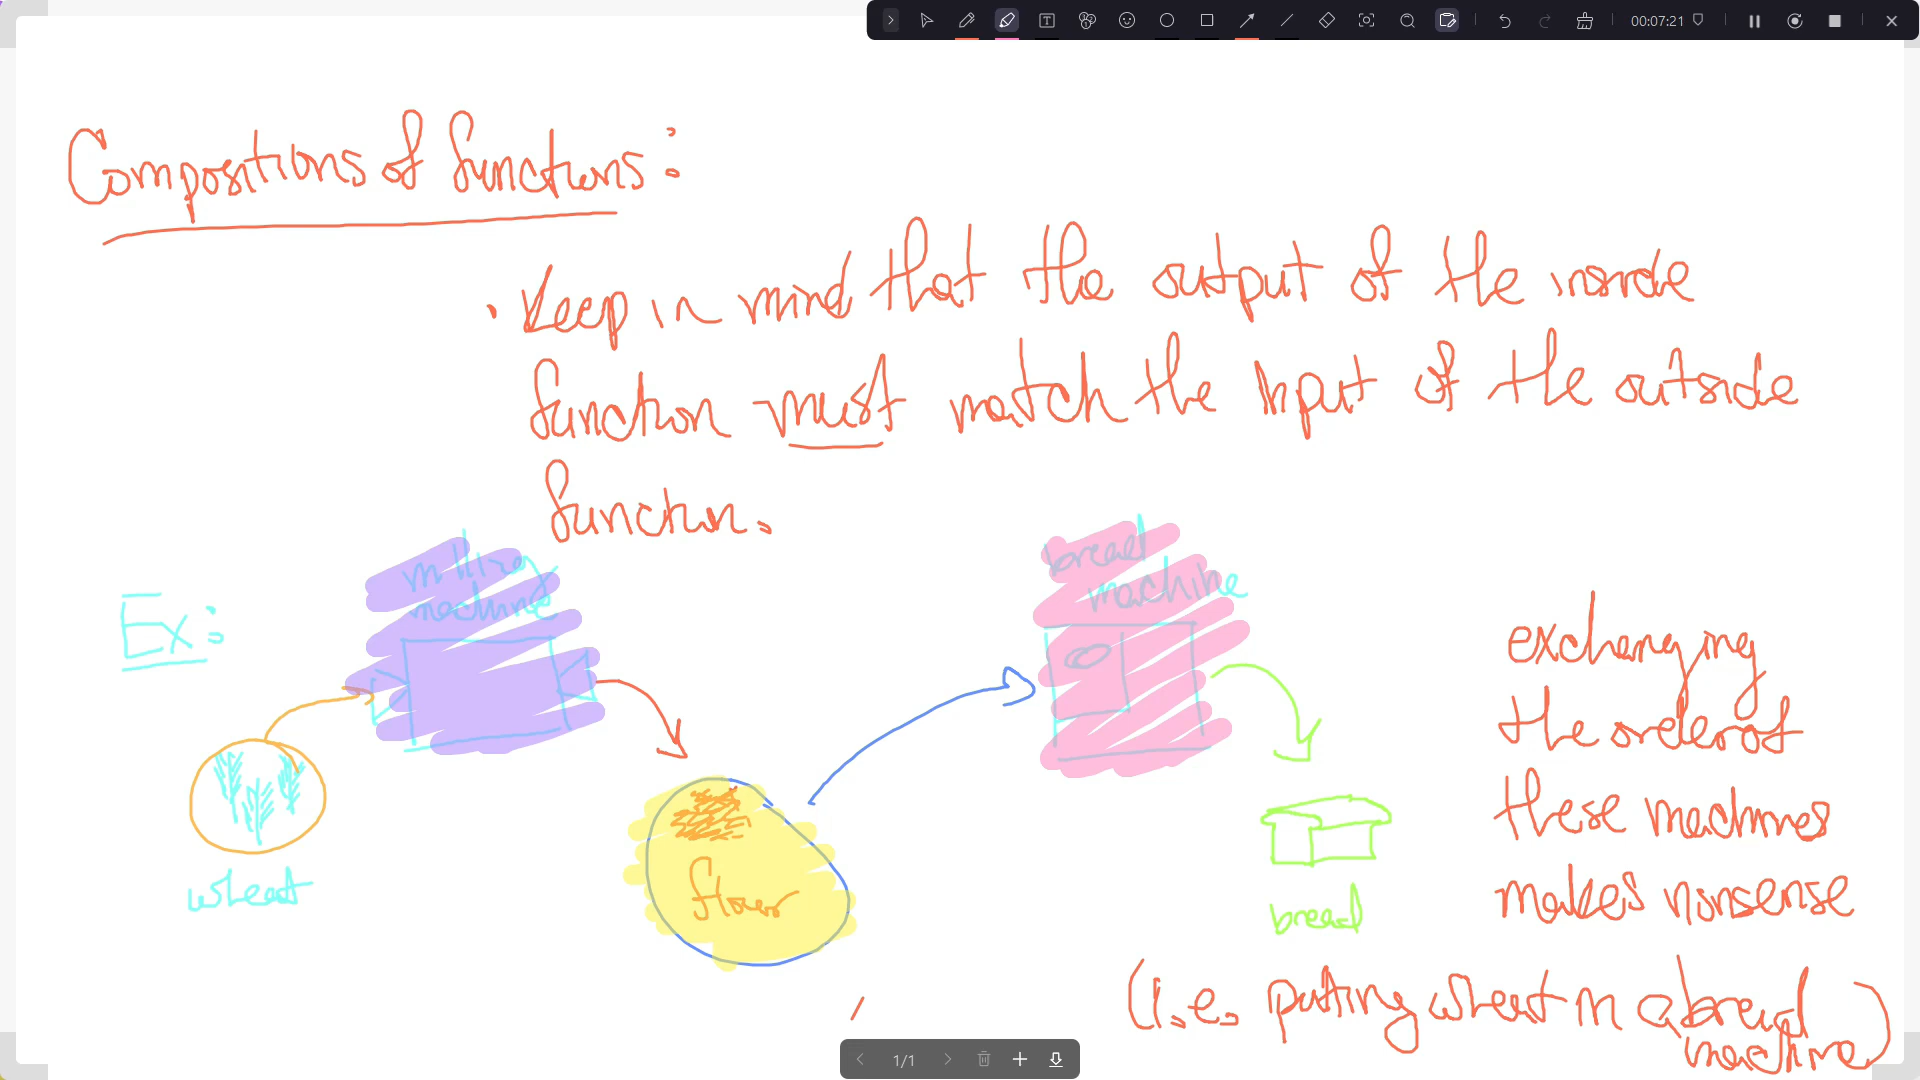 00:07:21
Compositions of functions:
• Keep in mind that the output of the inside
function must match the input of the outside
function.
Ex:
milling
machine
bread
machine
wheat
flour
bread
exchanging
the order of
these machines
makes nonsense
(i.e. putting wheat in a bread
machine)
1/1